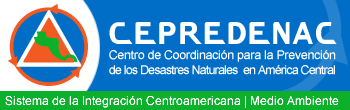 CEPREDENAC
Centro de Coordinación para la Prevención
de los Desastres Naturales en América Central
Sistema de la Integración Centroamericana | Medio Ambiente